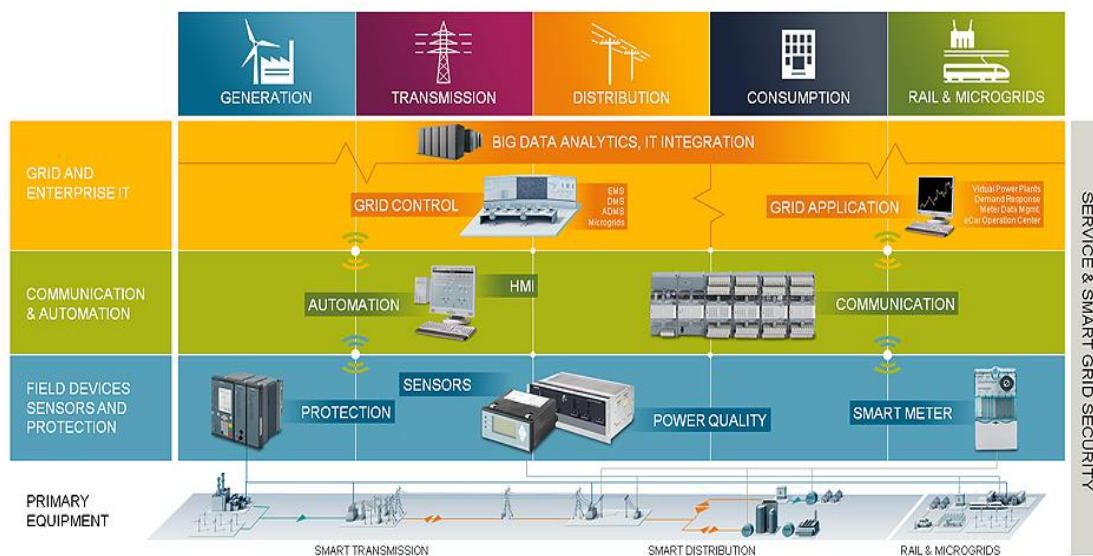 GENERATION
TRANSMISSION
DISTRIBUTION
CONSUMPTION
RAIL & MICROGRIDS
GRID AND
ENTERPRISE IT
BIG DATA ANALYTICS, IT INTEGRATION
GRID CONTROL
EMS
DMS
ADMS
Microgrids
GRID APPLICATION
Virtual Power Plants
Demand Response
Meter Data Mgmt.
eCar Operation Center
COMMUNICATION
& AUTOMATION
AUTOMATION
HMI
COMMUNICATION
FIELD DEVICES
SENSORS AND
PROTECTION
PROTECTION
SENSORS
POWER QUALITY
SMART METER
PRIMARY
EQUIPMENT
SMART TRANSMISSION
SMART DISTRIBUTION
RAIL & MICROGRIDS
SERVICE & SMART GRID SECURITY